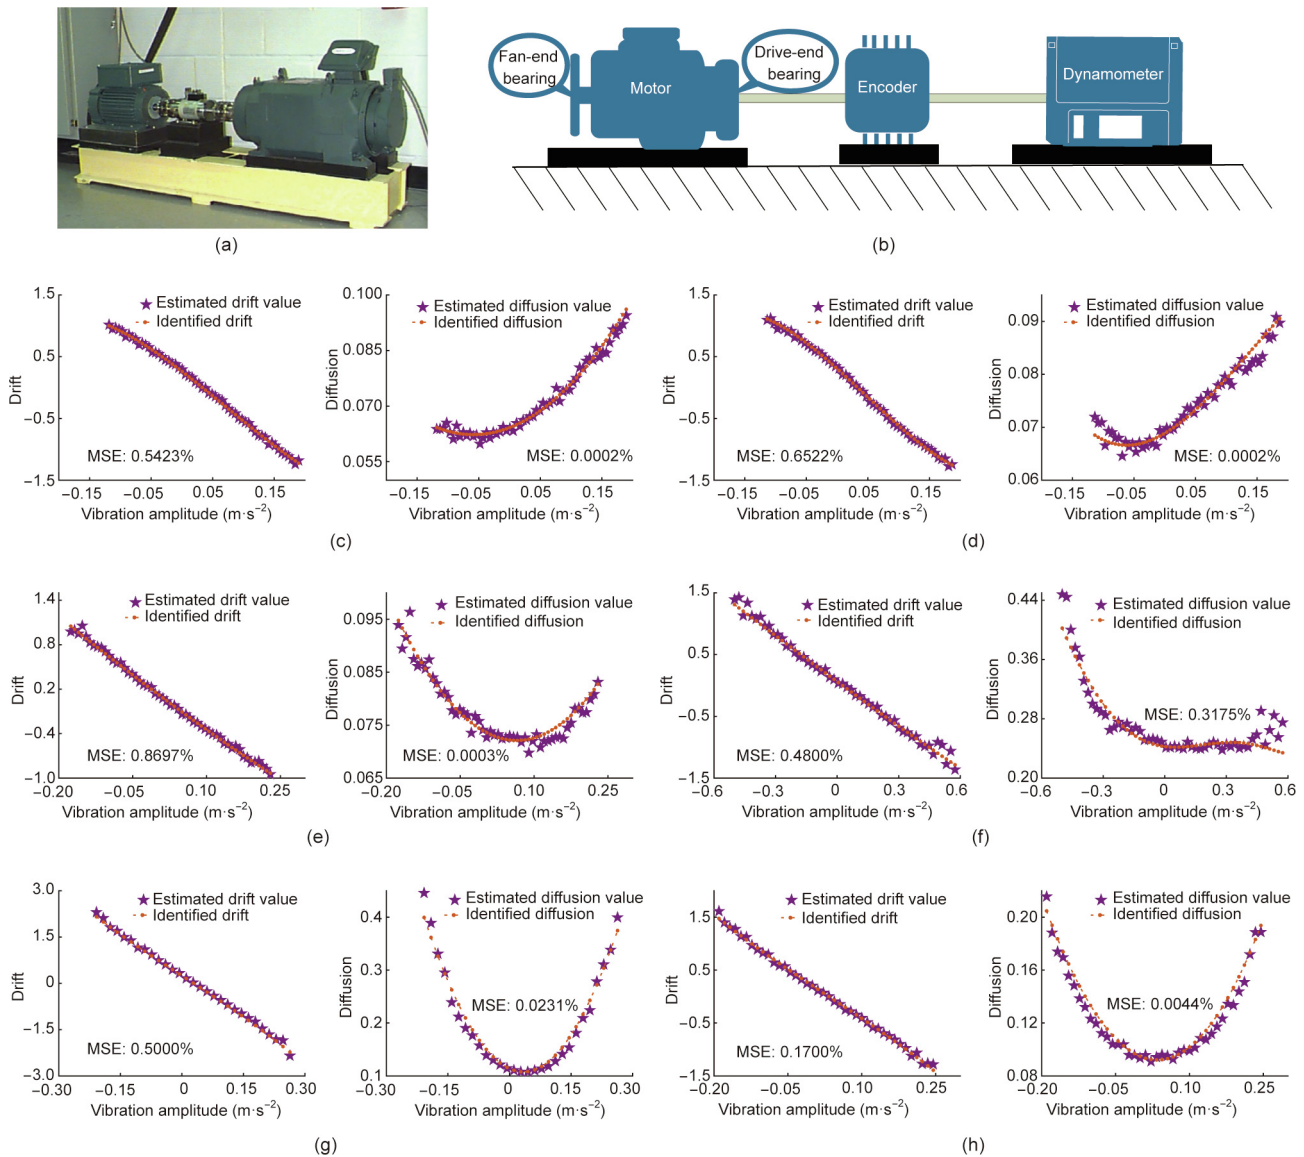 Fan-end
bearing
Motor
Drive-end
bearing
Encoder
Dynamometer
(a)
(b)
1.5
0.5
−0.5
−1.5
Drift
Estimated drift value
Identified drift
MSE: 0.5423%
−0.15
−0.05
0.05
0.15
Vibration amplitude (m·s⁻²)
0.100
0.085
0.070
0.055
Diffusion
Estimated diffusion value
Identified diffusion
MSE: 0.0002%
−0.15
−0.05
0.05
0.15
Vibration amplitude (m·s⁻²)
(c)
1.5
0.5
−0.5
−1.5
Drift
Estimated drift value
Identified drift
MSE: 0.6522%
−0.15
−0.05
0.05
0.15
Vibration amplitude (m·s⁻²)
0.09
0.08
0.07
0.06
Diffusion
Estimated diffusion value
Identified diffusion
MSE: 0.0002%
−0.15
−0.05
0.05
0.15
Vibration amplitude (m·s⁻²)
(d)
1.4
0.8
0.2
−0.4
−1.0
Drift
Estimated drift value
Identified drift
MSE: 0.8697%
−0.20
−0.05
0.10
0.25
Vibration amplitude (m·s⁻²)
0.095
0.085
0.075
0.065
Diffusion
Estimated diffusion value
Identified diffusion
MSE:
0.0003%
−0.20
−0.05
0.10
0.25
Vibration amplitude (m·s⁻²)
(e)
1.5
0.5
−0.5
−1.5
Drift
Estimated drift value
Identified drift
MSE:
0.4800%
−0.6
−0.3
0
0.3
0.6
Vibration amplitude (m·s⁻²)
0.44
0.36
0.28
0.20
Diffusion
Estimated diffusion value
Identified diffusion
MSE: 0.3175%
−0.6
−0.3
0
0.3
0.6
Vibration amplitude (m·s⁻²)
(f)
3.0
1.5
0
−1.5
−3.0
Drift
Estimated drift value
Identified drift
MSE: 0.5000%
−0.30
−0.15
0
0.15
0.30
Vibration amplitude (m·s⁻²)
0.4
0.3
0.2
0.1
Diffusion
Estimated diffusion value
Identified diffusion
MSE: 0.0231%
−0.30
−0.15
0
0.15
0.30
Vibration amplitude (m·s⁻²)
(g)
1.5
0.5
−0.5
−1.5
Drift
Estimated drift value
Identified drift
MSE: 0.1700%
−0.20
−0.05
0.10
0.25
Vibration amplitude (m·s⁻²)
0.20
0.16
0.12
0.08
Diffusion
Estimated diffusion value
Identified diffusion
MSE: 0.0044%
−0.20
−0.05
0.10
0.25
Vibration amplitude (m·s⁻²)
(h)